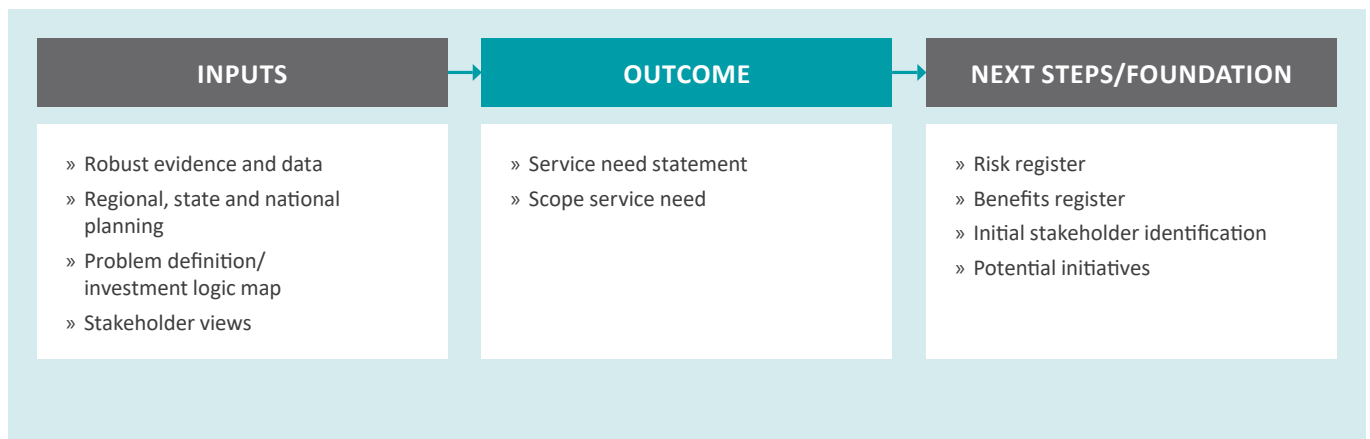 INPUTS
» Robust evidence and data
» Regional, state and national
planning
» Problem definition/
investment logic map
» Stakeholder views
OUTCOME
» Service need statement
» Scope service need
NEXT STEPS/FOUNDATION
» Risk register
» Benefits register
» Initial stakeholder identification
» Potential initiatives